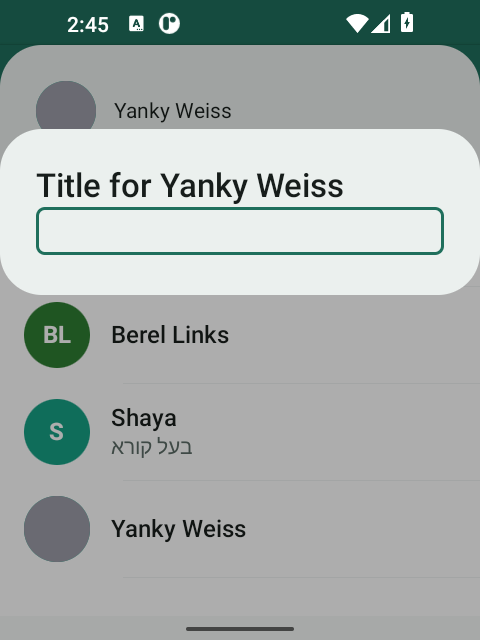 2:45
A
Yanky Weiss
Title for Yanky Weiss
BL
Berel Links
S
Shaya
בעל קורא
Yanky Weiss